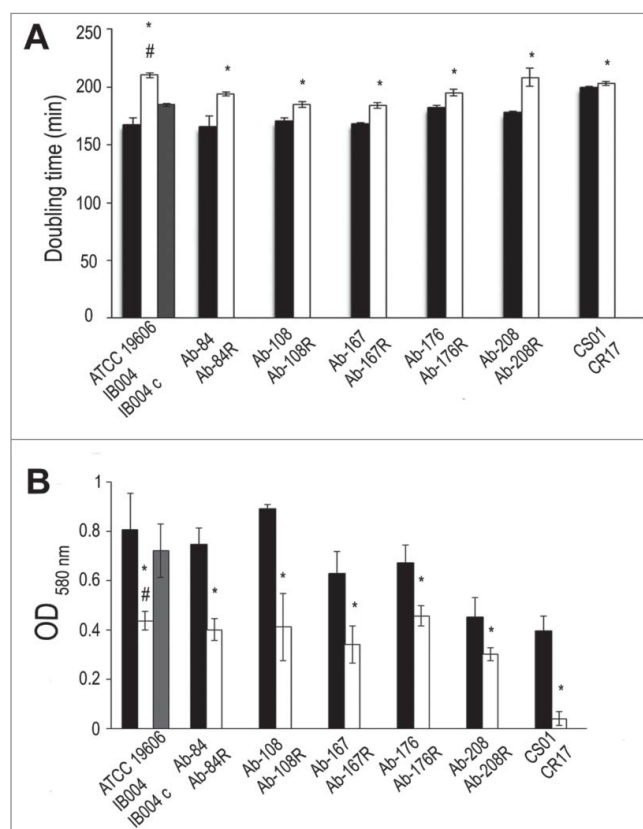 A
*
#
* * * * * *
250
200
150
100
50
0
Doubling time (min)
ATCC 19606
IB004
IB004 c
Ab-84
Ab-84R
Ab-108
Ab-108R
Ab-167
Ab-167R
Ab-176
Ab-176R
Ab-208
Ab-208R
CS01
CR17
B
1
0.8
0.6
0.4
0.2
0
OD 580 nm
*
#
* * * * * *
ATCC 19606
IB004
IB004 c
Ab-84
Ab-84R
Ab-108
Ab-108R
Ab-167
Ab-167R
Ab-176
Ab-176R
Ab-208
Ab-208R
CS01
CR17